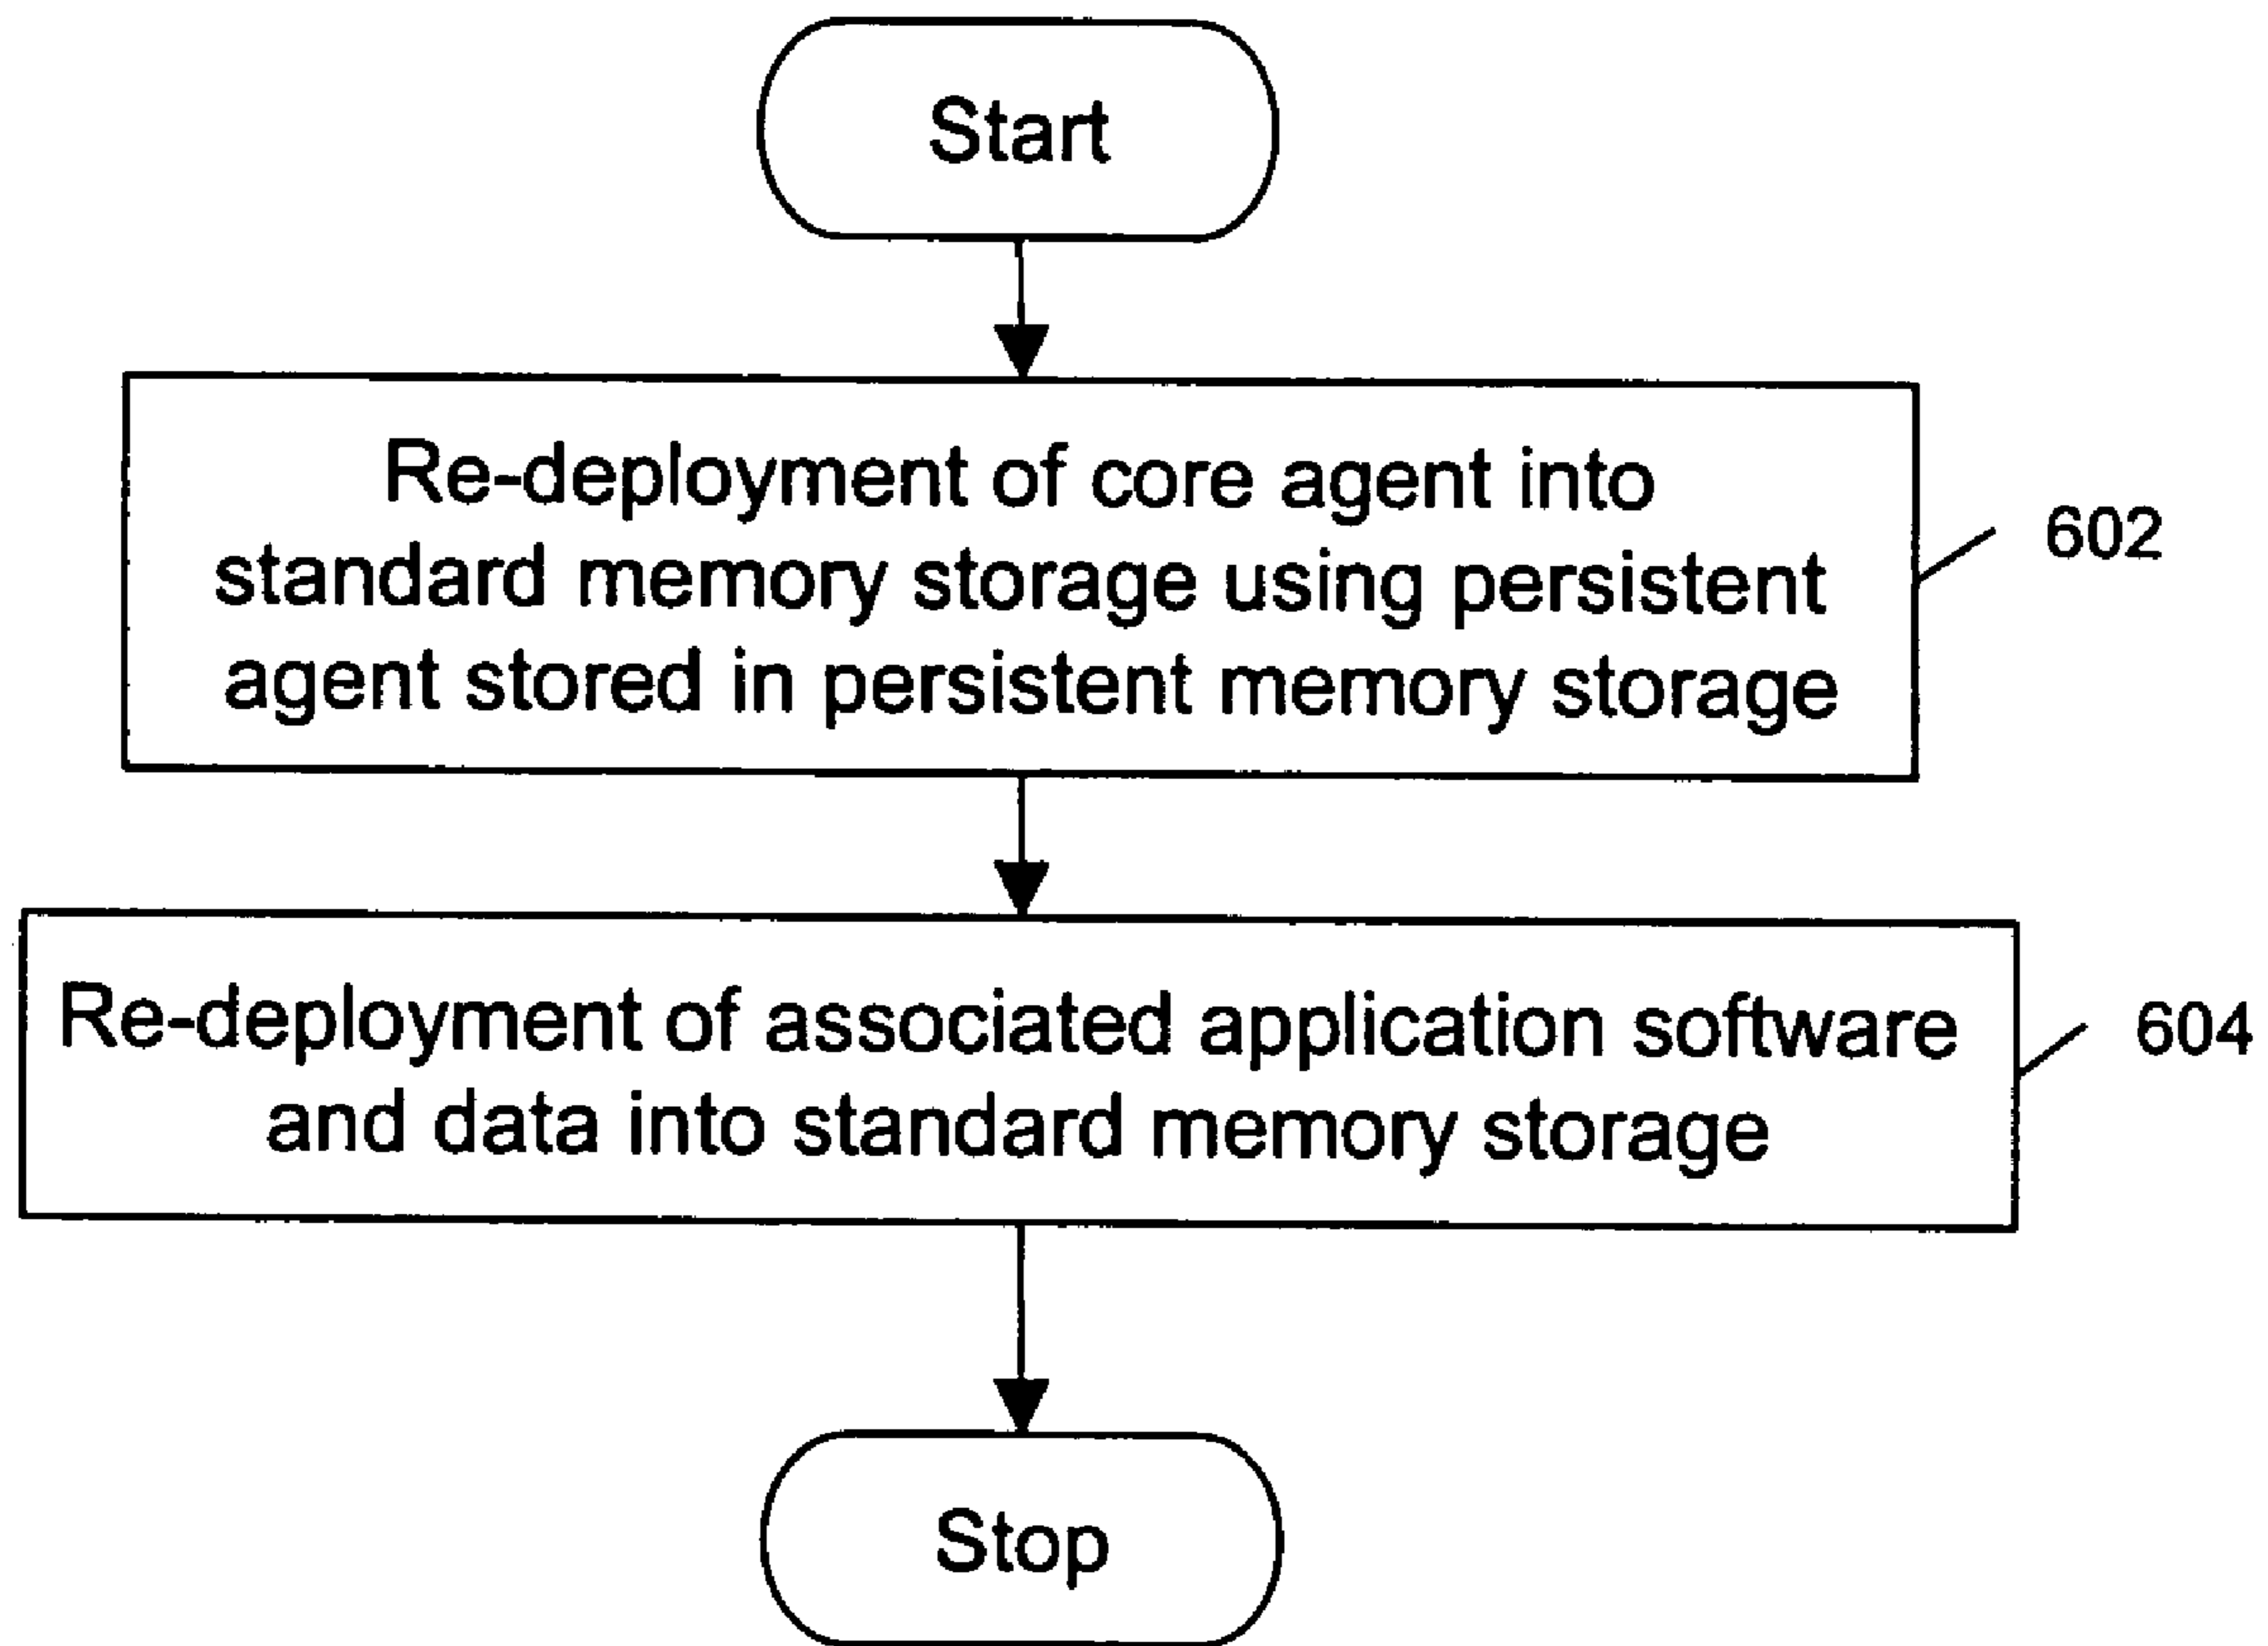 Start
Re-deployment of core agent into
standard memory storage using persistent
agent stored in persistent memory storage
602
Re-deployment of associated application software
and data into standard memory storage
604
Stop